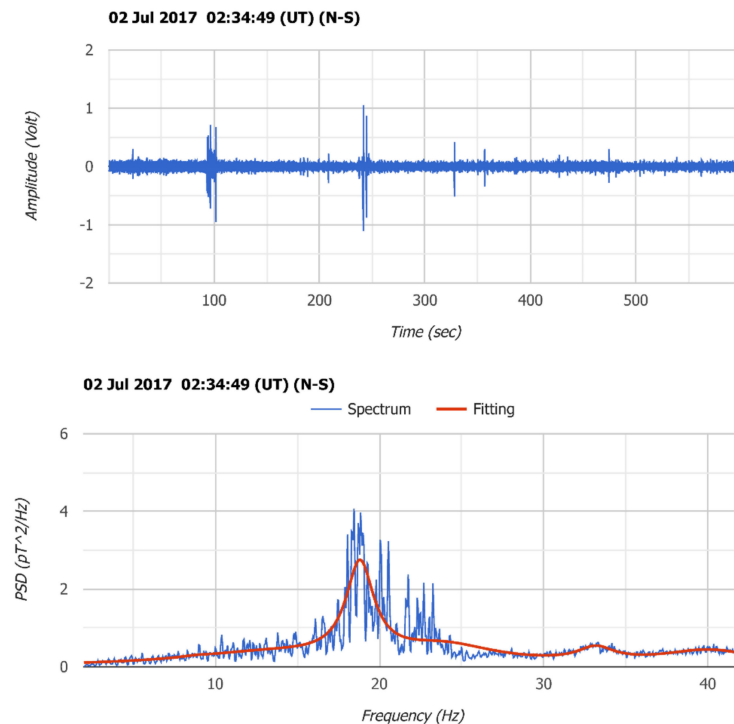 02 Jul 2017  02:34:49 (UT) (N-S)
2
1
0
-1
-2
Amplitude (Volt)
100 200 300 400 500
Time (sec)
02 Jul 2017  02:34:49 (UT) (N-S)
Spectrum Fitting
6
4
2
0
PSD (pT^2/Hz)
10 20 30 40
Frequency (Hz)